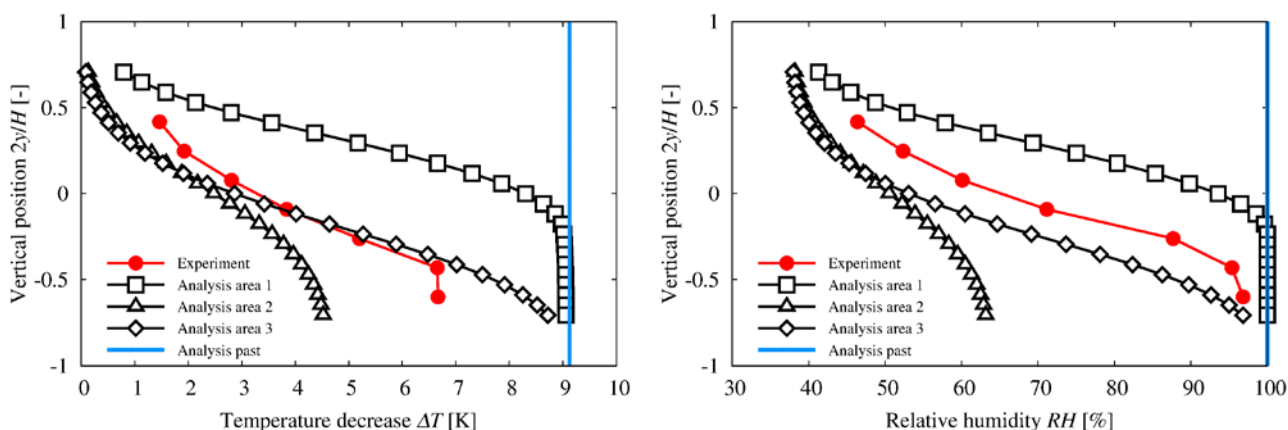 1
0.5
0
-0.5
-1
Vertical position 2y/H [-]
Experiment
Analysis area 1
Analysis area 2
Analysis area 3
Analysis past
0 1 2 3 4 5 6 7 8 9 10
Temperature decrease ΔT [K]
1
0.5
0
-0.5
-1
Vertical position 2y/H [-]
Experiment
Analysis area 1
Analysis area 2
Analysis area 3
Analysis past
30 40 50 60 70 80 90 100
Relative humidity RH [%]